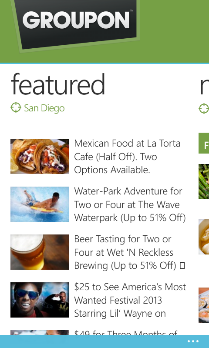 GROUPON
featured
San Diego
Mexican Food at La Torta
Cafe (Half Off). Two
Options Available.
Water-Park Adventure for
Two or Four at The Wave
Waterpark (Up to 51% Off)
Beer Tasting for Two or
Four at Wet 'N Reckless
Brewing (Up to 51% Off)
$25 to See America's Most
Wanted Festival 2013
Starring Lil' Wayne on
$49 for Three Months of